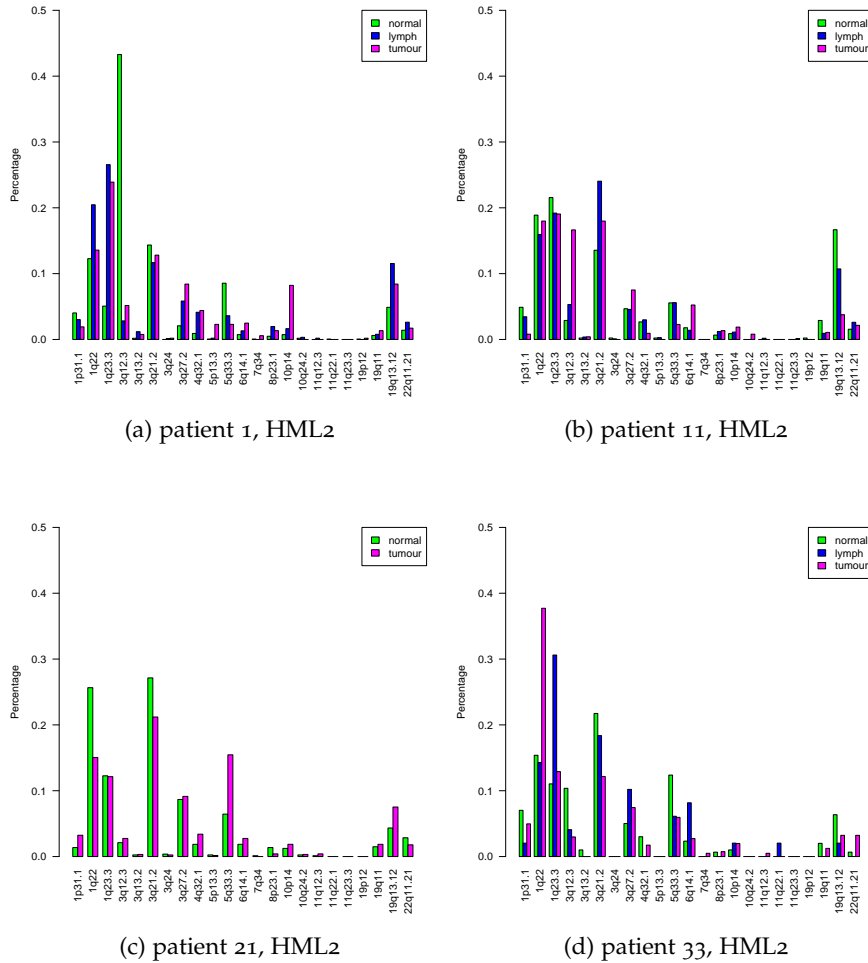 0.5
0.4
0.3
0.2
0.1
0.0
Percentage
normal
lymph
tumour
1p31.1 1q22 1q23.3 3q12.3 3q13.2 3q21.2 3q24 3q27.2 4q32.1 5p13.3 5q33.3 6q14.1 7q34 8p23.1 10p14 10q24.2 11q12.3 11q22.1 11q23.3 19p12 19q11 19q13.12 22q11.21
(a) patient 1, HML2
0.5
0.4
0.3
0.2
0.1
0.0
Percentage
normal
lymph
tumour
1p31.1 1q22 1q23.3 3q12.3 3q13.2 3q21.2 3q24 3q27.2 4q32.1 5p13.3 5q33.3 6q14.1 7q34 8p23.1 10p14 10q24.2 11q12.3 11q22.1 11q23.3 19p12 19q11 19q13.12 22q11.21
(b) patient 11, HML2
0.5
0.4
0.3
0.2
0.1
0.0
Percentage
normal
tumour
1p31.1 1q22 1q23.3 3q12.3 3q13.2 3q21.2 3q24 3q27.2 4q32.1 5p13.3 5q33.3 6q14.1 7q34 8p23.1 10p14 10q24.2 11q12.3 11q22.1 11q23.3 19p12 19q11 19q13.12 22q11.21
(c) patient 21, HML2
0.5
0.4
0.3
0.2
0.1
0.0
Percentage
normal
lymph
tumour
1p31.1 1q22 1q23.3 3q12.3 3q13.2 3q21.2 3q24 3q27.2 4q32.1 5p13.3 5q33.3 6q14.1 7q34 8p23.1 10p14 10q24.2 11q12.3 11q22.1 11q23.3 19p12 19q11 19q13.12 22q11.21
(d) patient 33, HML2